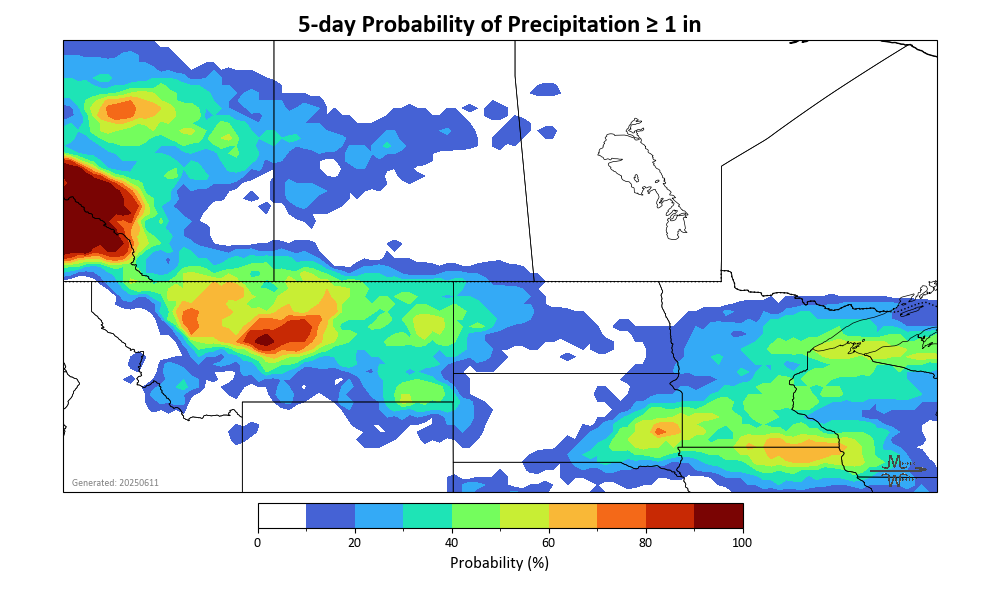 5-day Probability of Precipitation ≥ 1 in
Generated: 20250611
0 20 40 60 80 100
Probability (%)